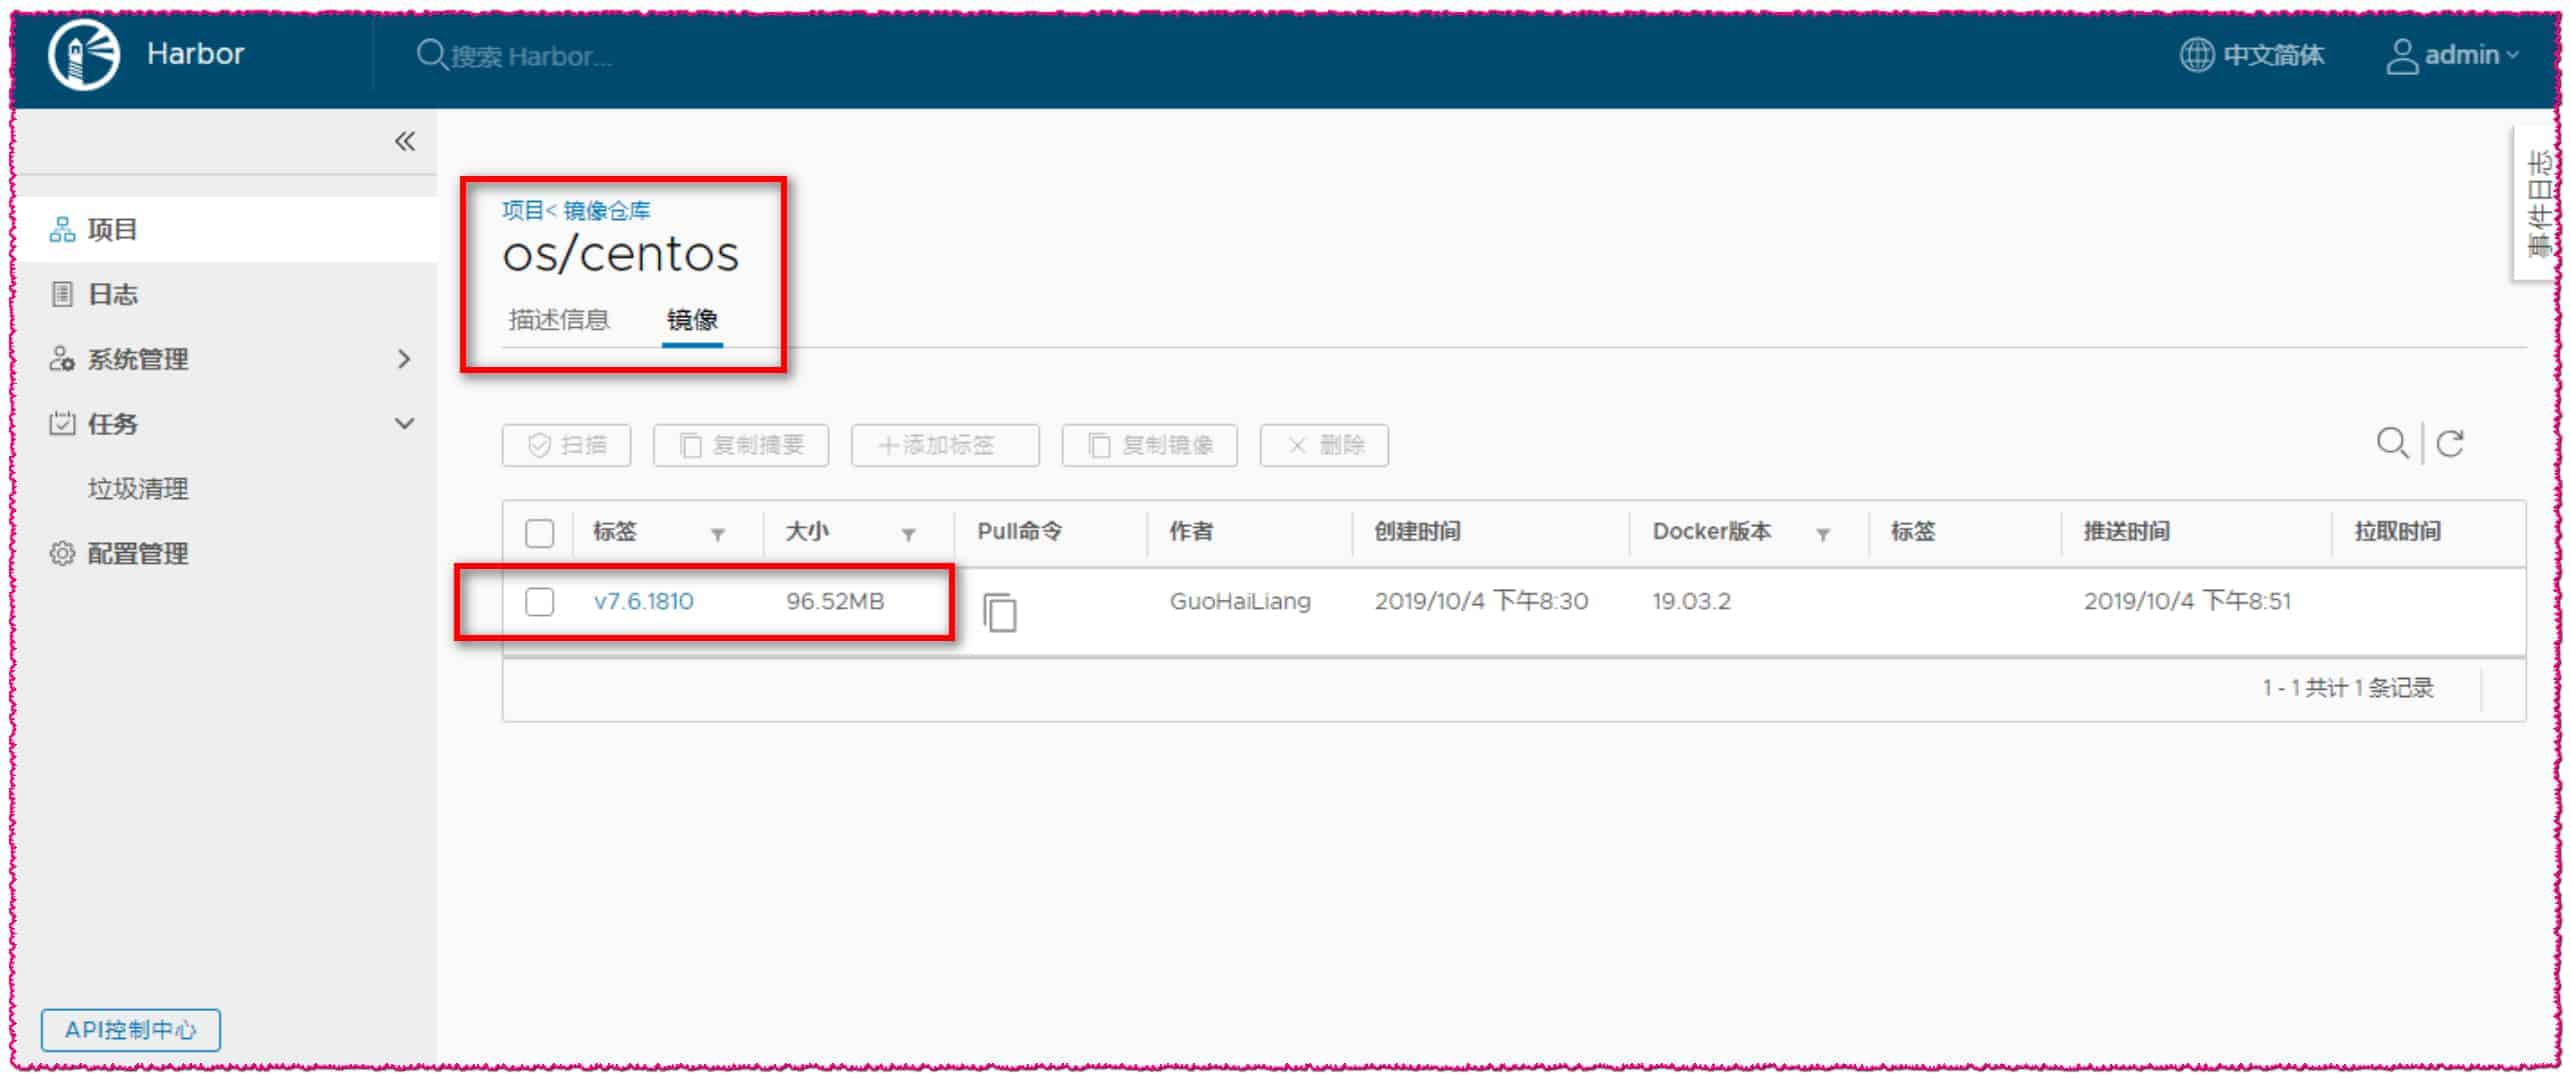 Harbor
搜索 Harbor...
中文简体
admin
事件日志
项目
日志
系统管理
任务
垃圾清理
配置管理
API控制中心
项目< 镜像仓库
os/centos
描述信息 镜像
扫描 复制摘要 +添加标签 复制镜像 × 删除
标签 大小 Pull命令 作者 创建时间 Docker版本 标签 推送时间 拉取时间
v7.6.1810 96.52MB GuoHaiLiang 2019/10/4 下午8:30 19.03.2 2019/10/4 下午8:51
1 - 1 共计 1 条记录